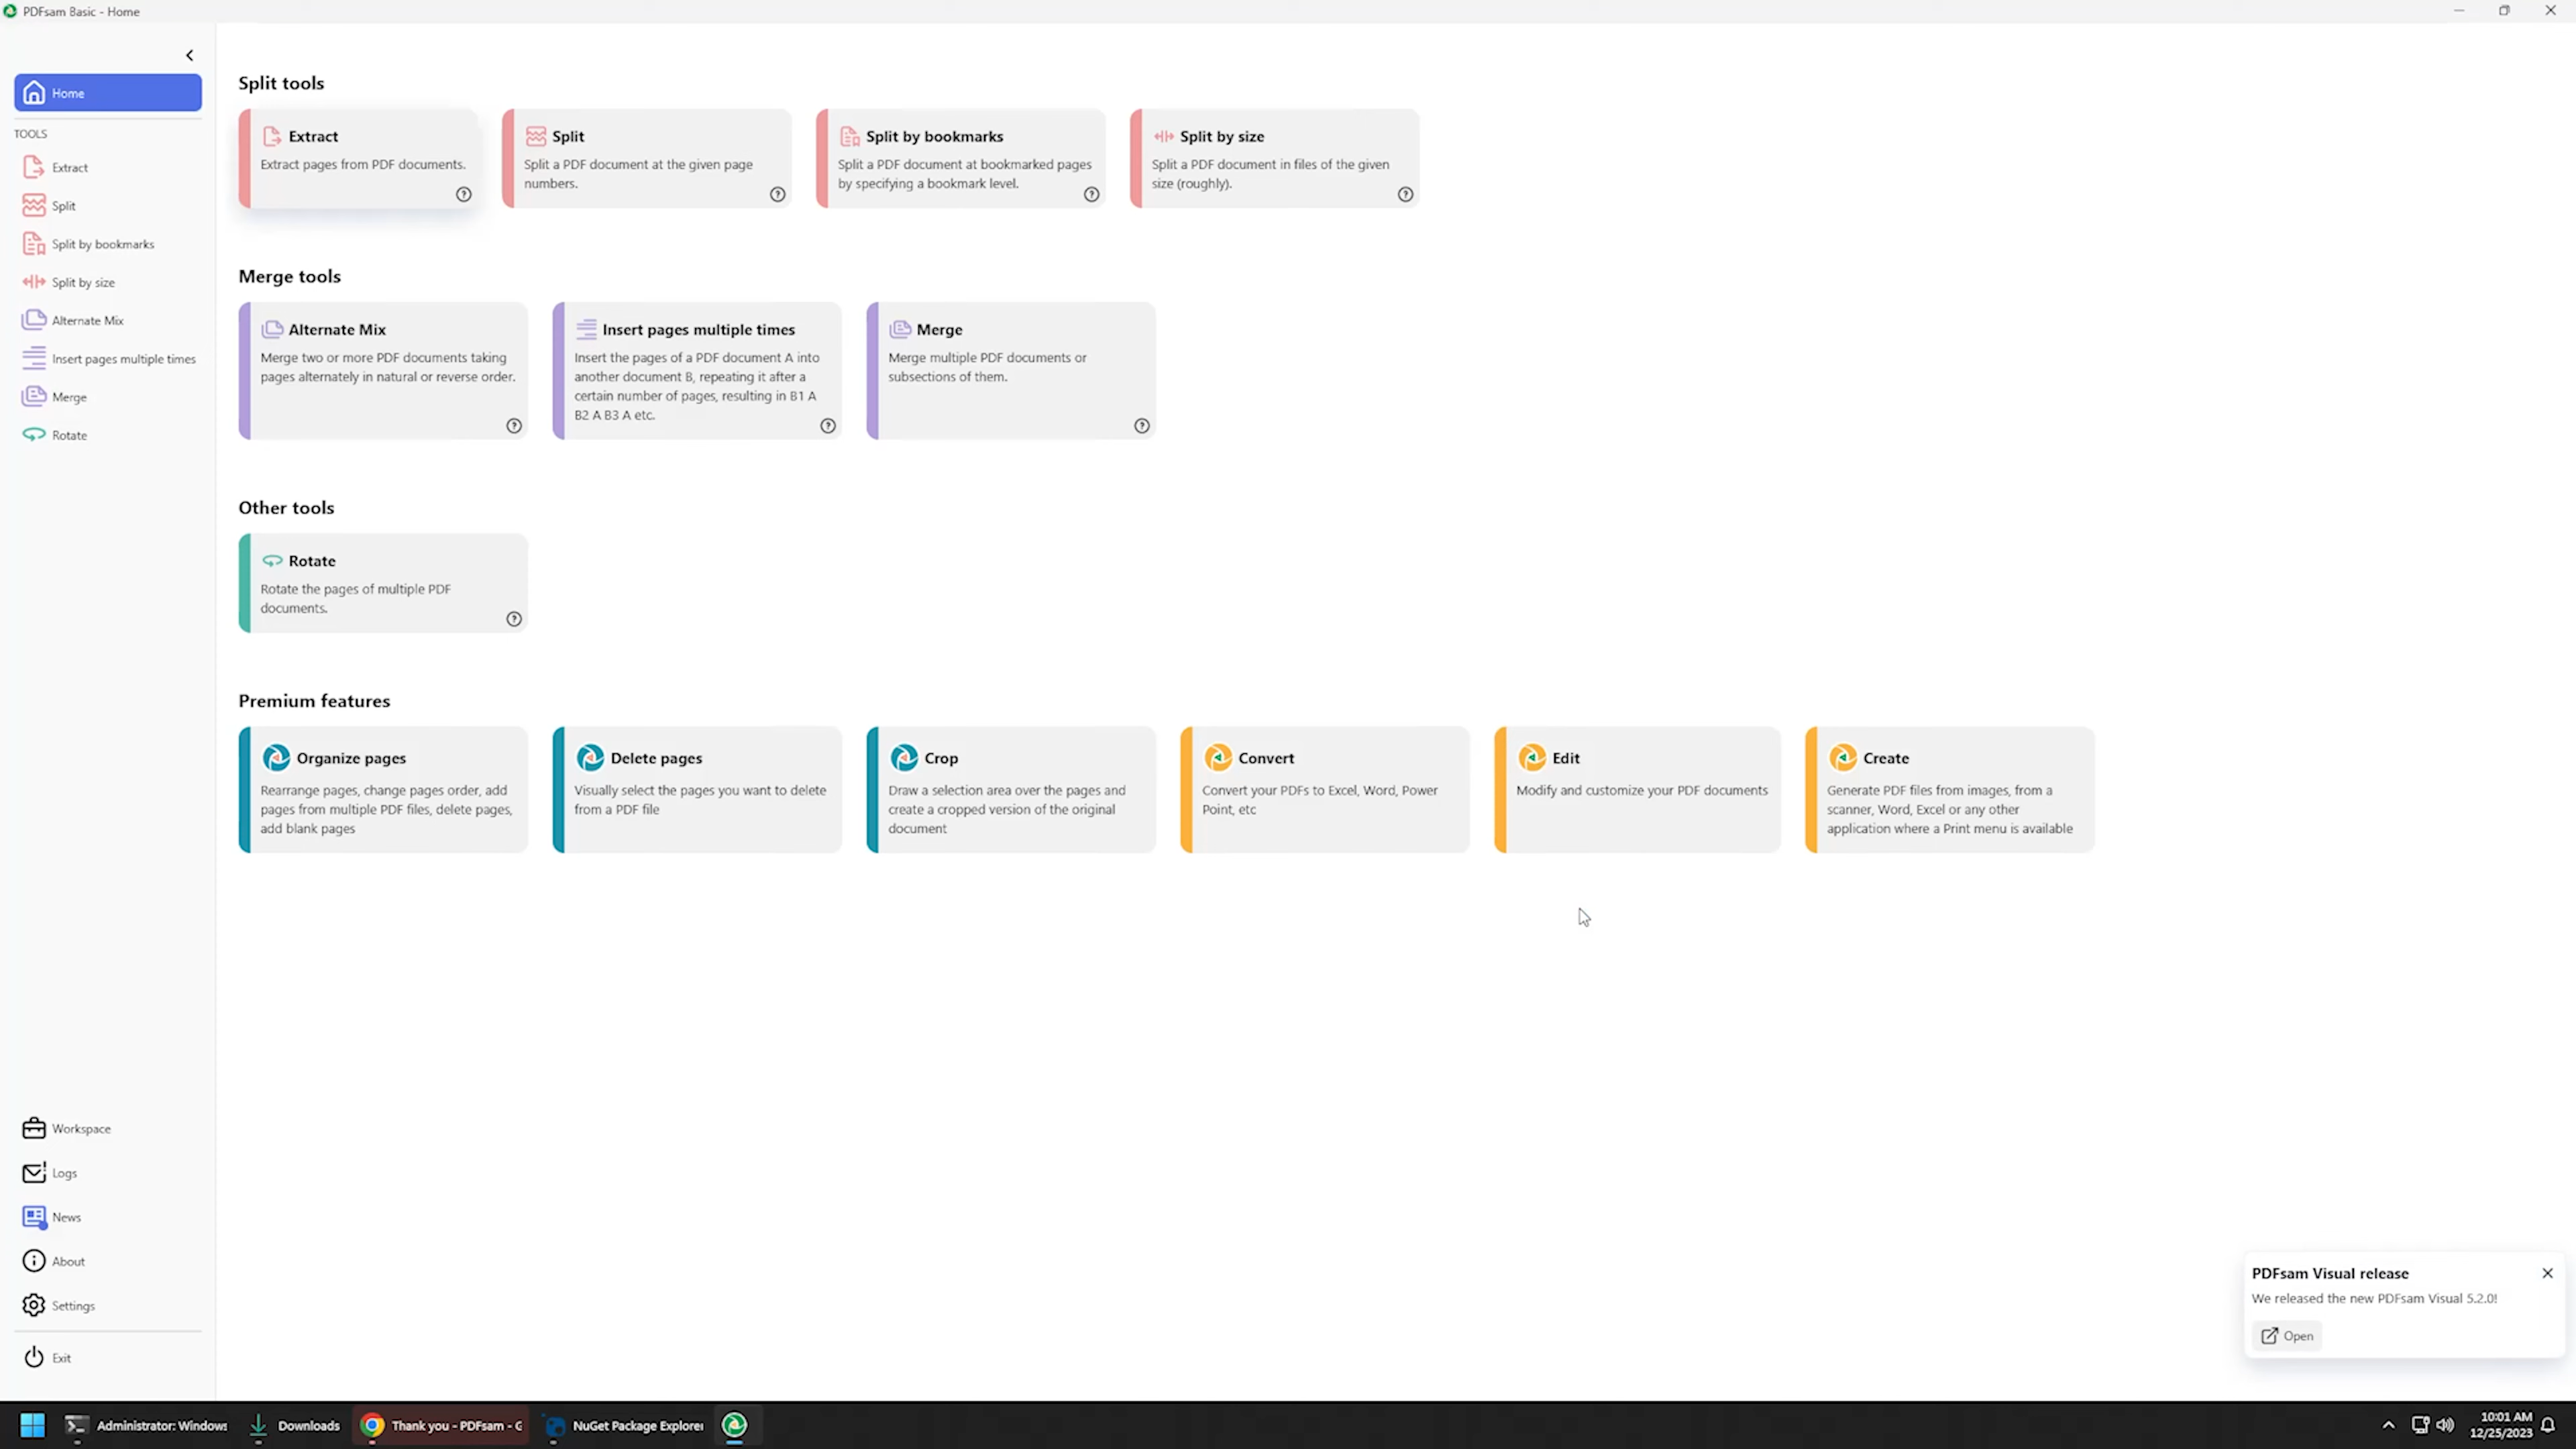 PDFsam Basic - Home
Home
TOOLS
Extract
Split
Split by bookmarks
Split by size
Alternate Mix
Insert pages multiple times
Merge
Rotate
Workspace
Logs
News
About
Settings
Exit
Split tools
Extract
Extract pages from PDF documents.
Split
Split a PDF document at the given page
numbers.
Split by bookmarks
Split a PDF document at bookmarked pages
by specifying a bookmark level.
Split by size
Split a PDF document in files of the given
size (roughly).
Merge tools
Alternate Mix
Merge two or more PDF documents taking
pages alternately in natural or reverse order.
Insert pages multiple times
Insert the pages of a PDF document A into
another document B, repeating it after a
certain number of pages, resulting in B1 A
B2 A B3 A etc.
Merge
Merge multiple PDF documents or
subsections of them.
Other tools
Rotate
Rotate the pages of multiple PDF
documents.
Premium features
Organize pages
Rearrange pages, change pages order, add
pages from multiple PDF files, delete pages,
add blank pages
Delete pages
Visually select the pages you want to delete
from a PDF file
Crop
Draw a selection area over the pages and
create a cropped version of the original
document
Convert
Convert your PDFs to Excel, Word, Power
Point, etc
Edit
Modify and customize your PDF documents
Create
Generate PDF files from images, from a
scanner, Word, Excel or any other
application where a Print menu is available
PDFsam Visual release
We released the new PDFsam Visual 5.2.0!
Open
Administrator: Windows
Downloads
Thank you - PDFsam - G
NuGet Package Explorer
10:01 AM
12/25/2023